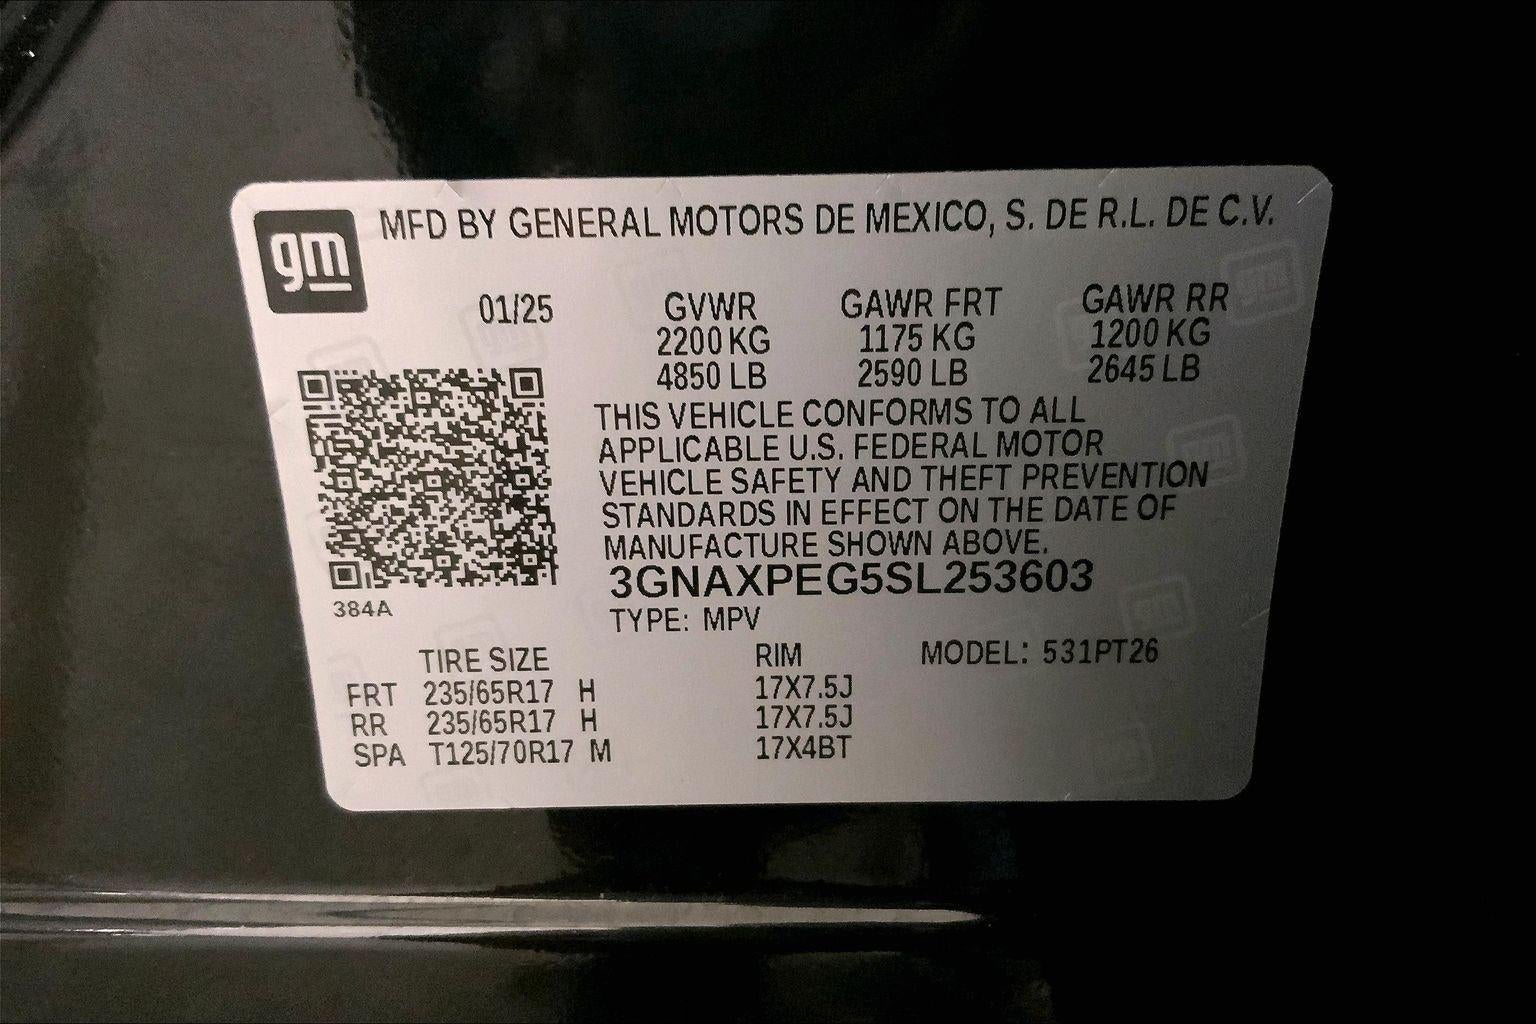 gm
MFD BY GENERAL MOTORS DE MEXICO, S. DE R.L. DE C.V.
01/25 GVWR GAWR FRT GAWR RR
2200 KG 1175 KG 1200 KG
4850 LB 2590 LB 2645 LB
THIS VEHICLE CONFORMS TO ALL
APPLICABLE U.S. FEDERAL MOTOR
VEHICLE SAFETY AND THEFT PREVENTION
STANDARDS IN EFFECT ON THE DATE OF
MANUFACTURE SHOWN ABOVE.
3GNAXPEG5SL253603
384A
TYPE: MPV
TIRE SIZE RIM MODEL: 531PT26
FRT 235/65R17 H 17X7.5J
RR 235/65R17 H 17X7.5J
SPA T125/70R17 M 17X4BT